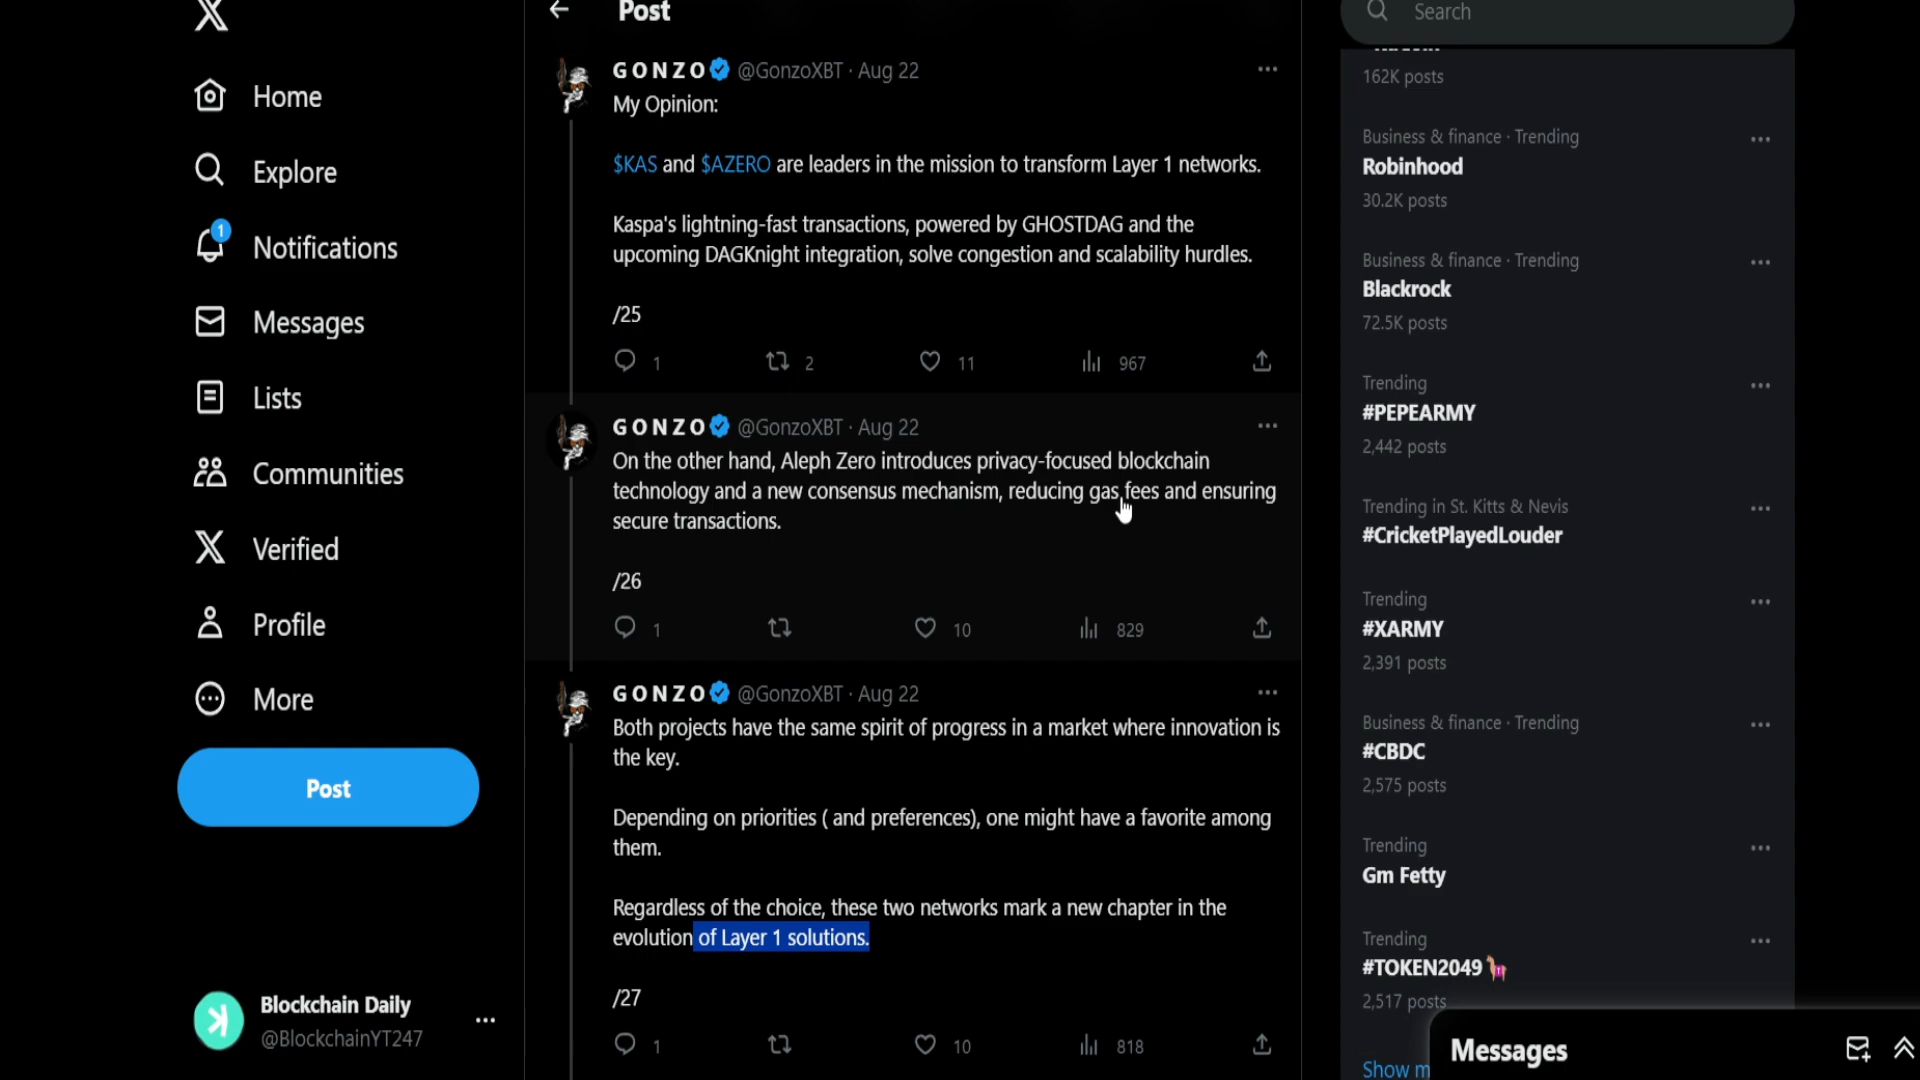 Home
Explore
1
Notifications
Messages
Lists
Communities
Verified
Profile
More
Post
Blockchain Daily
@BlockchainYT247
Post
GONZO @GonzoXBT · Aug 22
My Opinion:
$KAS and $AZERO are leaders in the mission to transform Layer 1 networks.
Kaspa's lightning-fast transactions, powered by GHOSTDAG and the
upcoming DAGKnight integration, solve congestion and scalability hurdles.
/25
1 2 11 967
GONZO @GonzoXBT · Aug 22
On the other hand, Aleph Zero introduces privacy-focused blockchain
technology and a new consensus mechanism, reducing gas fees and ensuring
secure transactions.
/26
1 10 829
GONZO @GonzoXBT · Aug 22
Both projects have the same spirit of progress in a market where innovation is
the key.
Depending on priorities ( and preferences), one might have a favorite among
them.
Regardless of the choice, these two networks mark a new chapter in the
evolution of Layer 1 solutions.
/27
1 10 818
Search
162K posts
Business & finance · Trending
Robinhood
30.2K posts
Business & finance · Trending
Blackrock
72.5K posts
Trending
#PEPEARMY
2,442 posts
Trending in St. Kitts & Nevis
#CricketPlayedLouder
Trending
#XARMY
2,391 posts
Business & finance · Trending
#CBDC
2,575 posts
Trending
Gm Fetty
Trending
#TOKEN2049
2,517 posts
Show
Messages